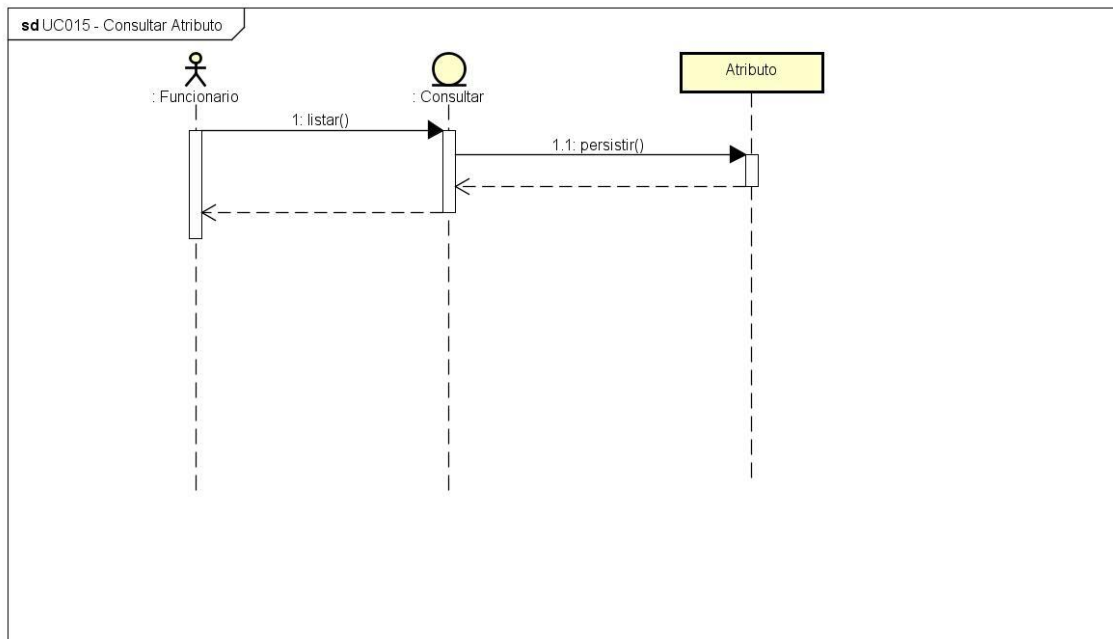 sd UC015 - Consultar Atributo
: Funcionario
: Consultar
Atributo
1: listar()
1.1: persistir()